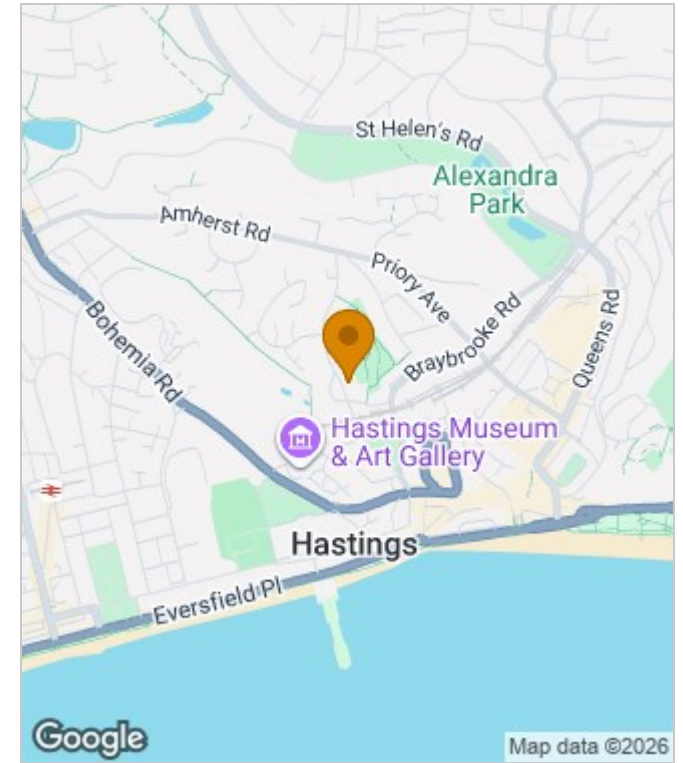 St Helen's Rd
Alexandra
Park
Amherst Rd
Priory Ave
Bohemia Rd
Braybrooke Rd
Queens Rd
Hastings Museum
& Art Gallery
Hastings
Eversfield Pl
Google
Map data ©2026